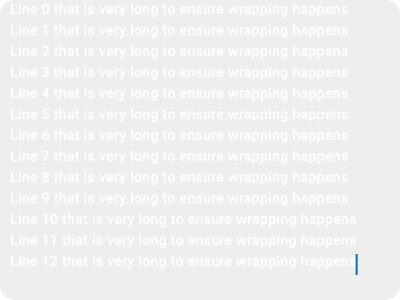 Line 0 that is very long to ensure wrapping happens
Line 1 that is very long to ensure wrapping happens
Line 2 that is very long to ensure wrapping happens
Line 3 that is very long to ensure wrapping happens
Line 4 that is very long to ensure wrapping happens
Line 5 that is very long to ensure wrapping happens
Line 6 that is very long to ensure wrapping happens
Line 7 that is very long to ensure wrapping happens
Line 8 that is very long to ensure wrapping happens
Line 9 that is very long to ensure wrapping happens
Line 10 that is very long to ensure wrapping happens
Line 11 that is very long to ensure wrapping happens
Line 12 that is very long to ensure wrapping happens